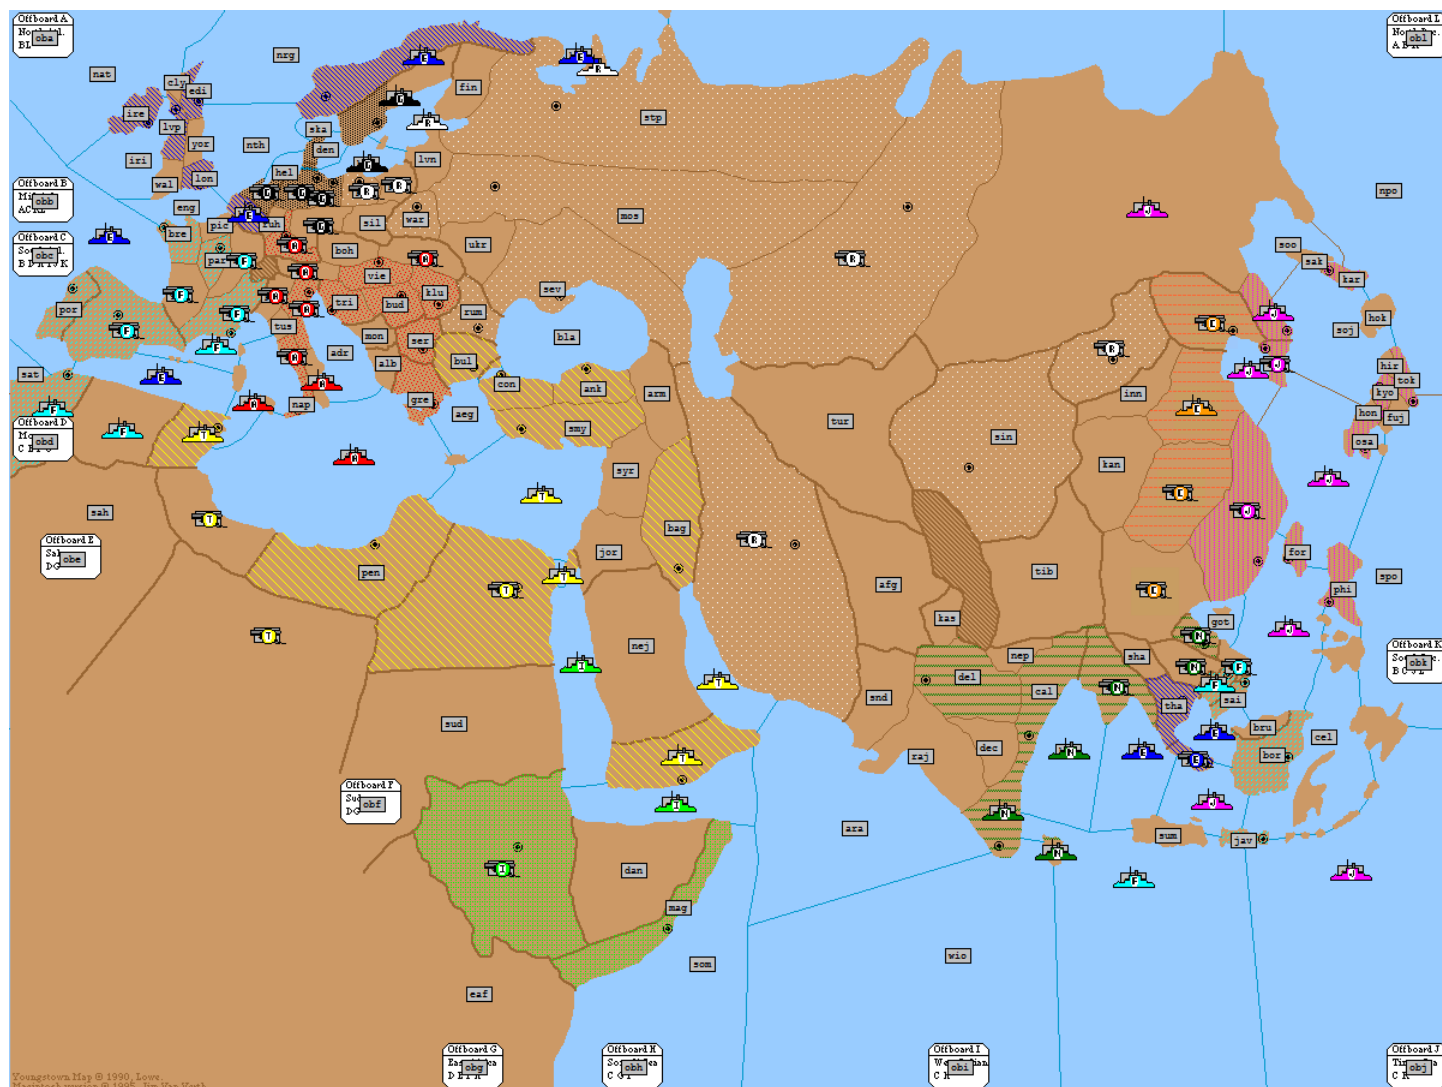 Offboard A
oba
Offboard L
obl
nat
nrg
cly
edi
ire
lvp
yor
iri
wal
lon
nth
ska
den
hel
fin
lvn
stp
npo
Offboard B
obb
eng
pic
bre
par
ruh
sil
war
mos
boh
ukr
Offboard C
obc
vie
klu
bud
tri
por
tus
mon
ser
rum
sev
bla
adr
alb
bul
con
ank
arm
soo
sak
kar
hok
soj
hir
tok
kyo
hon
fuj
osa
sat
nap
gre
aeg
smy
inn
tur
sin
kan
Offboard D
obd
syr
sah
bag
Offboard E
obe
pen
jor
afg
tib
for
spo
phi
kas
got
nej
nep
sha
Offboard K
obk
del
cal
tha
sai
snd
sud
bru
cel
raj
dec
bor
Offboard F
obf
ara
sum
jav
dan
mag
som
wio
eaf
Offboard G
obg
Offboard H
obh
Offboard I
obi
Offboard J
obj
Youngstown Map © 1990, Lowe.